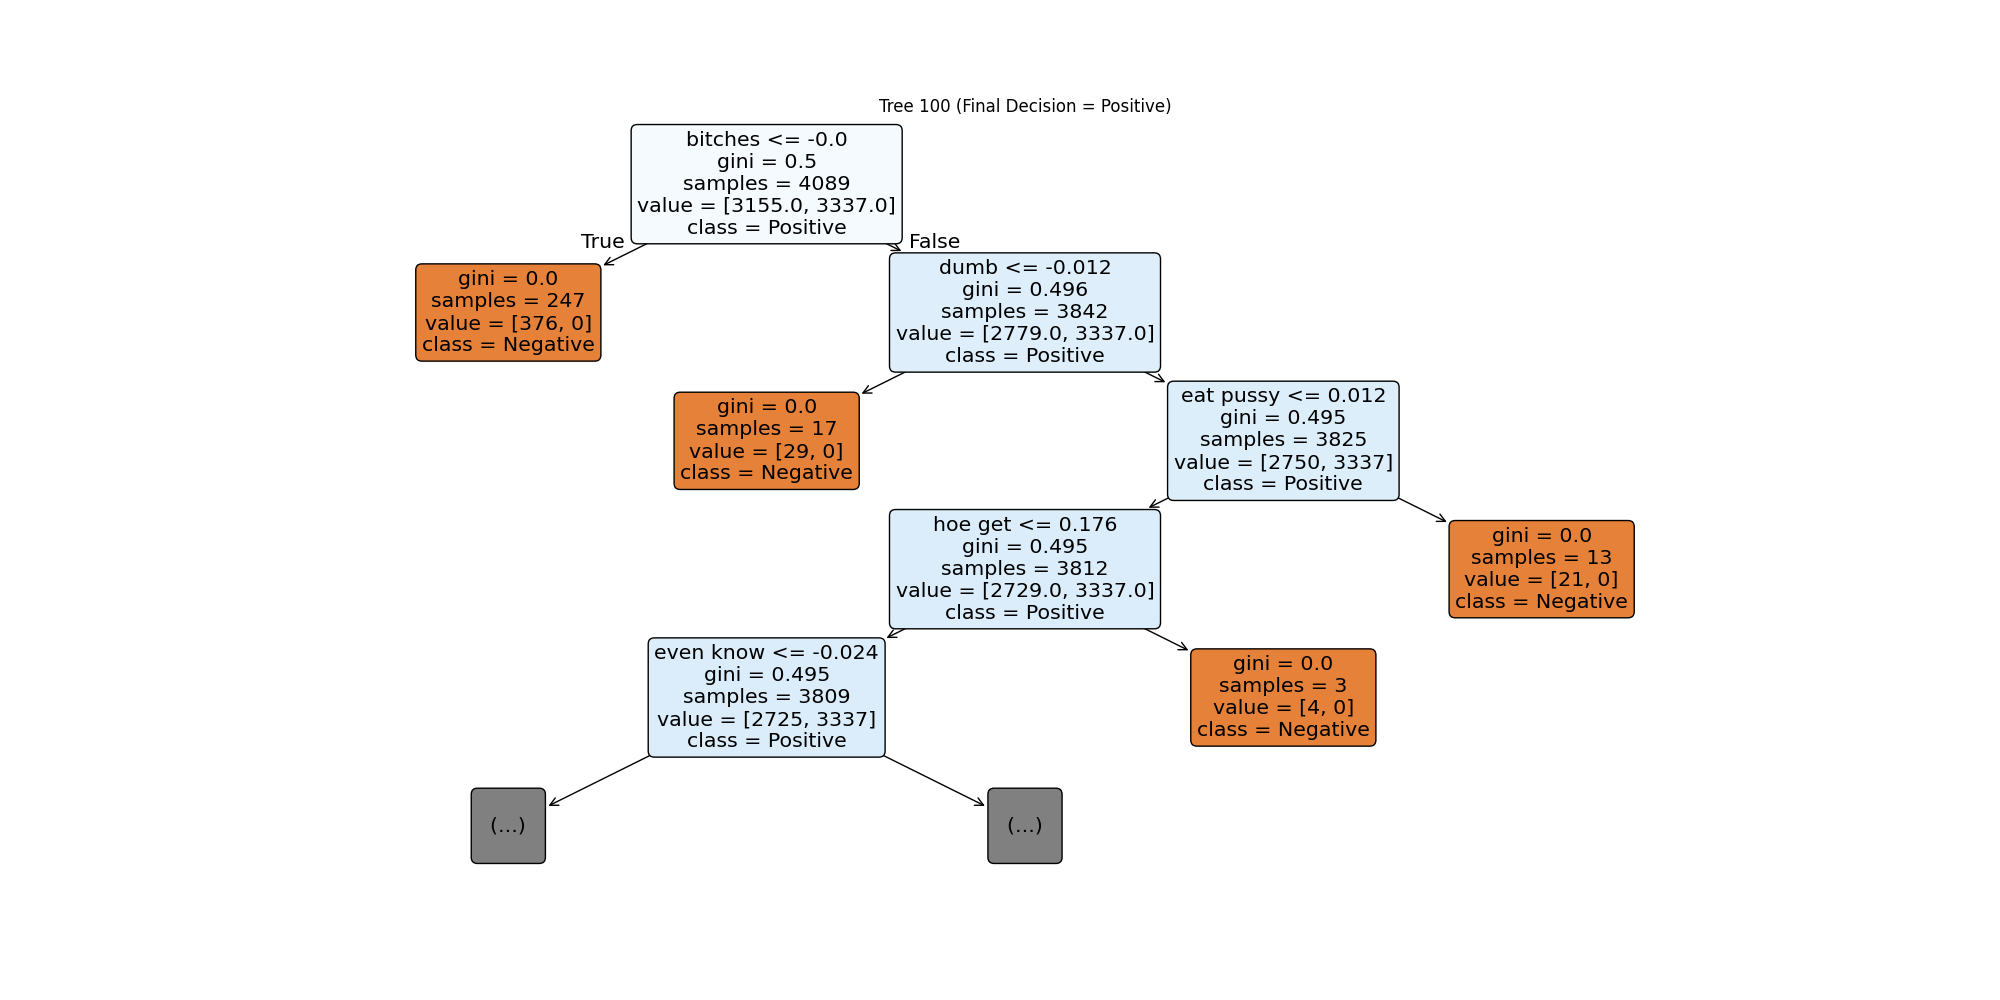 Tree 100 (Final Decision = Positive)
bitches <= -0.0
gini = 0.5
samples = 4089
value = [3155.0, 3337.0]
class = Positive
True
False
gini = 0.0
samples = 247
value = [376, 0]
class = Negative
dumb <= -0.012
gini = 0.496
samples = 3842
value = [2779.0, 3337.0]
class = Positive
gini = 0.0
samples = 17
value = [29, 0]
class = Negative
eat pussy <= 0.012
gini = 0.495
samples = 3825
value = [2750, 3337]
class = Positive
hoe get <= 0.176
gini = 0.495
samples = 3812
value = [2729.0, 3337.0]
class = Positive
gini = 0.0
samples = 13
value = [21, 0]
class = Negative
even know <= -0.024
gini = 0.495
samples = 3809
value = [2725, 3337]
class = Positive
gini = 0.0
samples = 3
value = [4, 0]
class = Negative
(...)
(...)